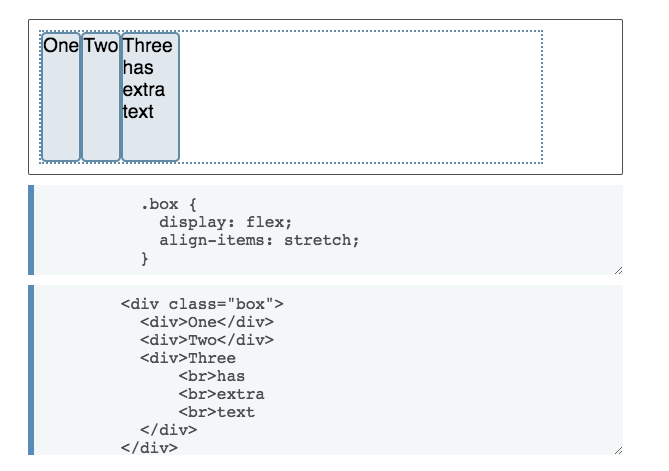 One Two Three
has
extra
text
.box {
display: flex;
align-items: stretch;
}
<div class="box">
<div>One</div>
<div>Two</div>
<div>Three
<br>has
<br>extra
<br>text
</div>
</div>